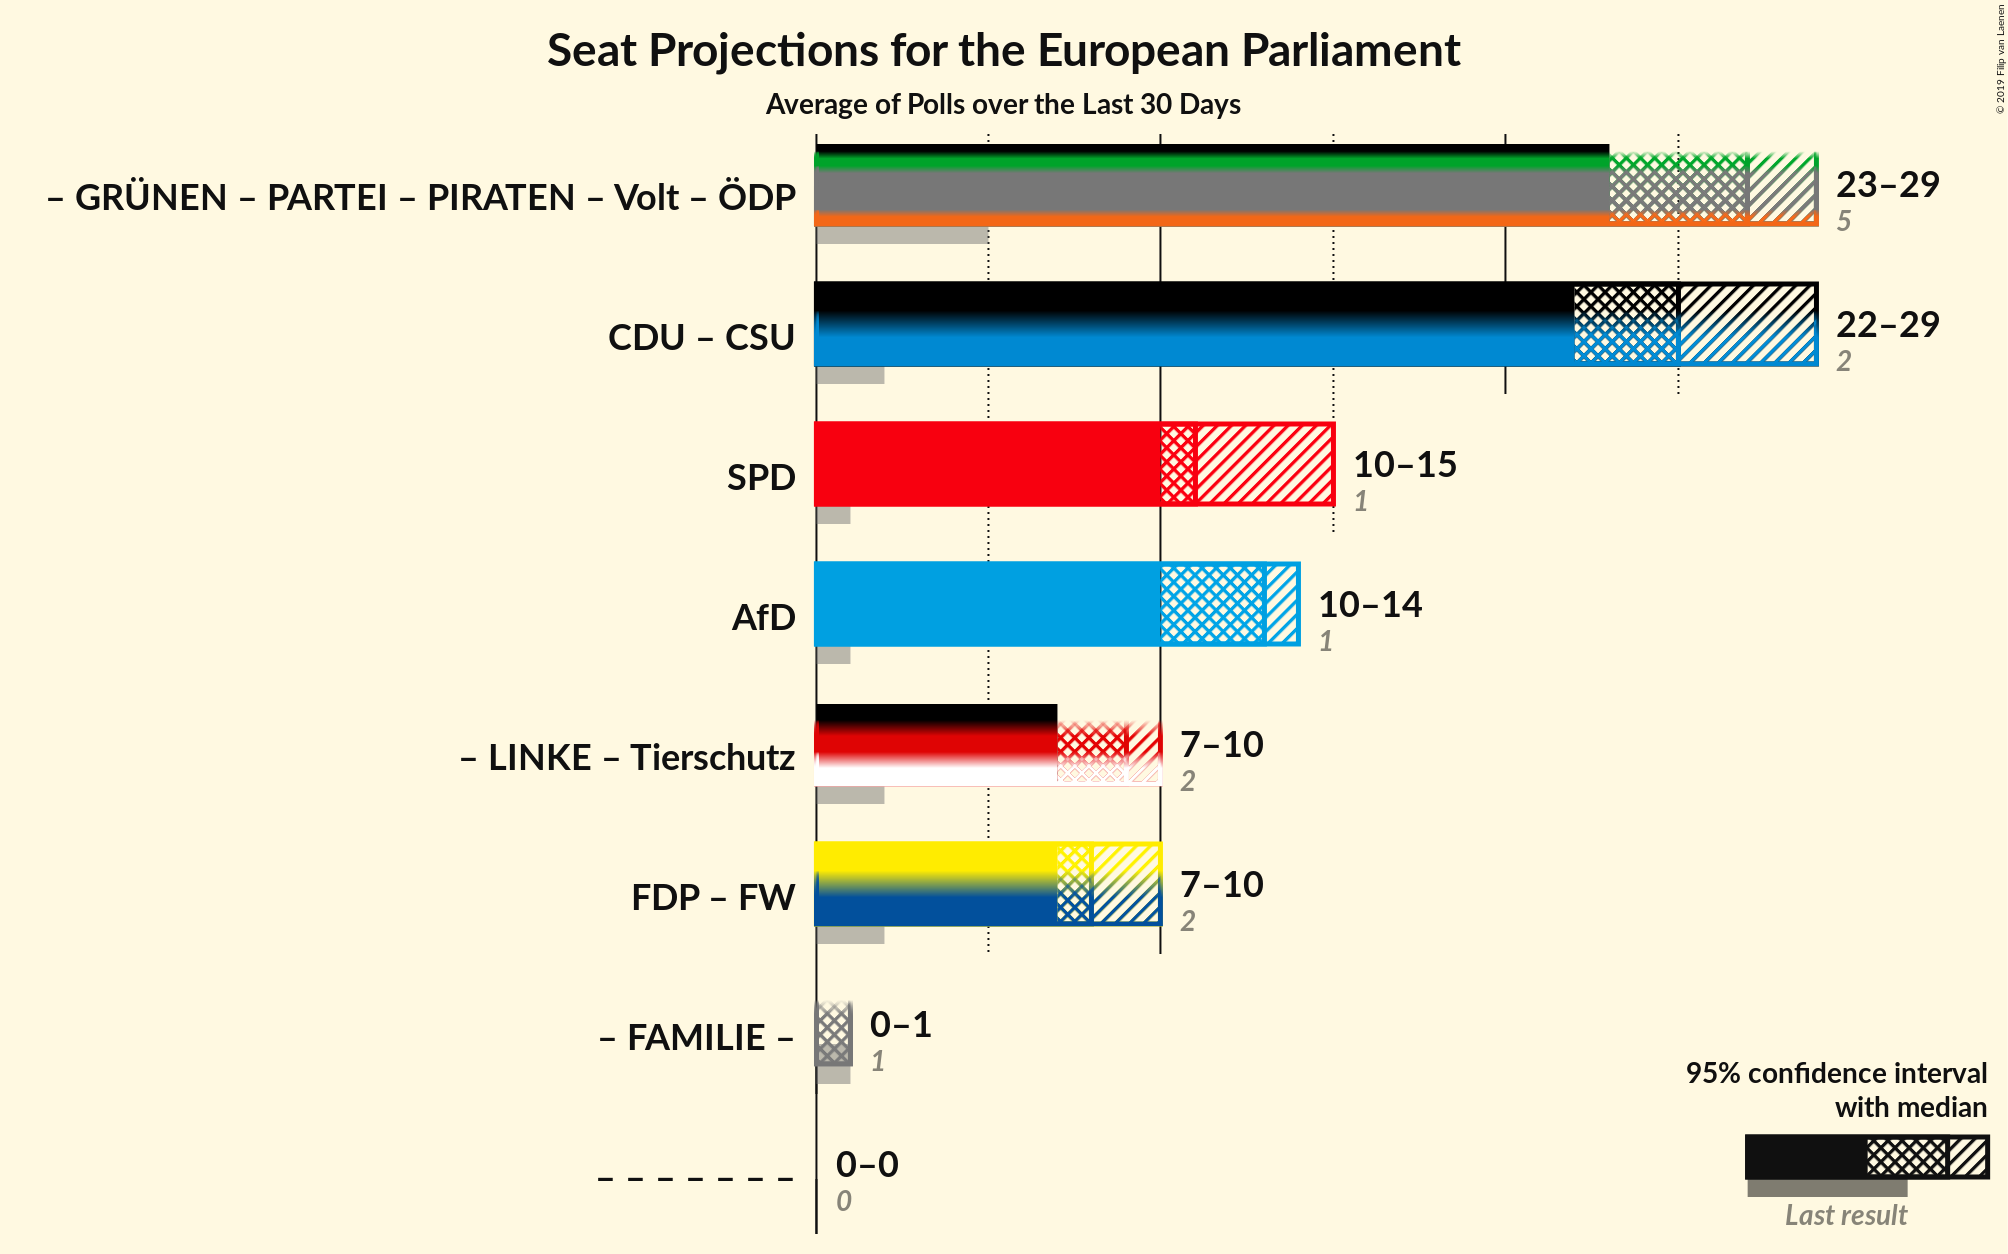 Seat Projections for the European Parliament
Average of Polls over the Last 30 Days
© 2019 Filip van Laenen
– GRÜNEN – PARTEI – PIRATEN – Volt – ÖDP
23–29
5
CDU – CSU
22–29
2
SPD
10–15
1
AfD
10–14
1
– LINKE – Tierschutz
7–10
2
FDP – FW
7–10
2
– FAMILIE –
0–1
1
– – – – – – –
0–0
0
95% confidence interval
with median
Last result